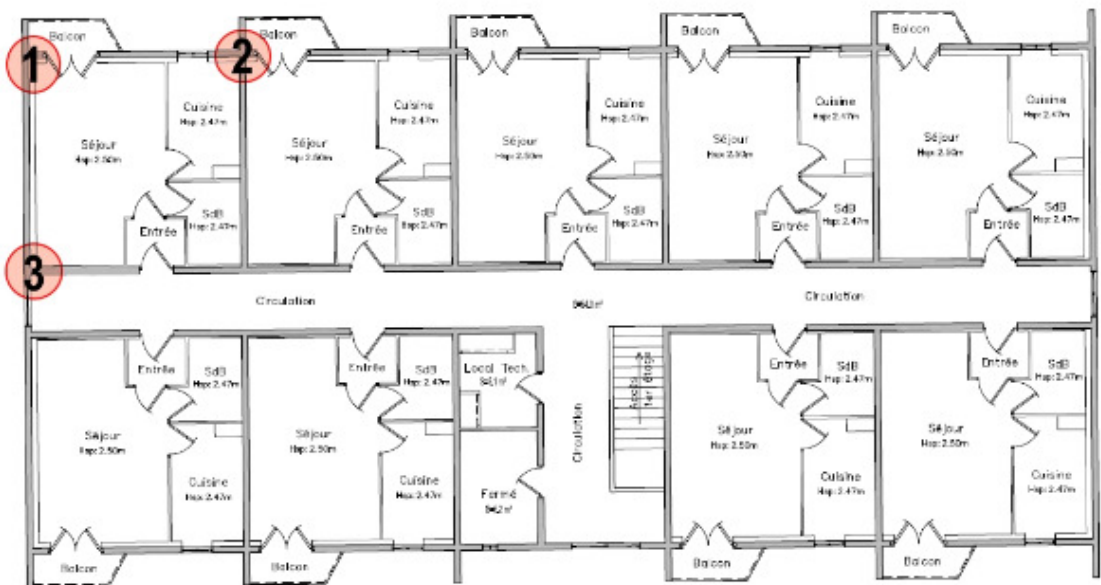 Balcon
Balcon
Balcon
Balcon
Balcon
1
2
Cuisine
Hsp: 2.47m
Cuisine
Hsp: 2.47m
Cuisine
Hsp: 2.47m
Cuisine
Hsp: 2.47m
Cuisine
Hsp: 2.47m
Séjour
Hsp: 2.50m
Séjour
Hsp: 2.50m
Séjour
Hsp: 2.50m
Séjour
Hsp: 2.50m
Séjour
Hsp: 2.50m
SdB
Hsp: 2.47m
SdB
Hsp: 2.47m
SdB
Hsp: 2.47m
SdB
Hsp: 2.47m
SdB
Hsp: 2.47m
Entrée
Entrée
Entrée
Entrée
Entrée
3
Circulation
Circulation
Entrée
SdB
Hsp: 2.47m
Entrée
SdB
Hsp: 2.47m
Local Tech.
Accès
1er étage
Entrée
SdB
Hsp: 2.47m
Entrée
SdB
Hsp: 2.47m
Séjour
Hsp: 2.50m
Séjour
Hsp: 2.50m
Circulation
Séjour
Hsp: 2.50m
Séjour
Hsp: 2.50m
Cuisine
Hsp: 2.47m
Cuisine
Hsp: 2.47m
Fermé
Cuisine
Hsp: 2.47m
Cuisine
Hsp: 2.47m
Balcon
Balcon
Balcon
Balcon